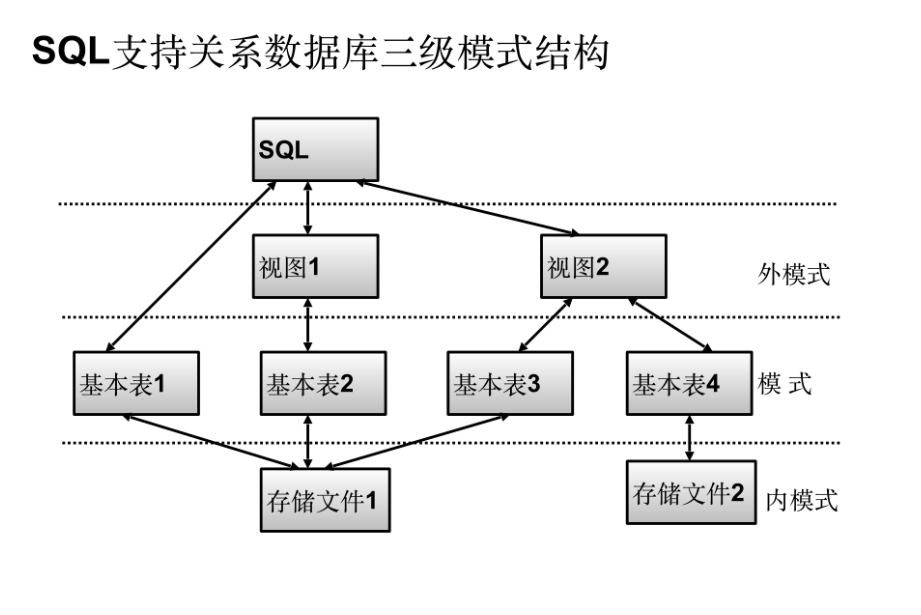 SQL支持关系数据库三级模式结构
SQL
视图1
视图2
外模式
基本表1
基本表2
基本表3
基本表4
模 式
存储文件1
存储文件2
内模式